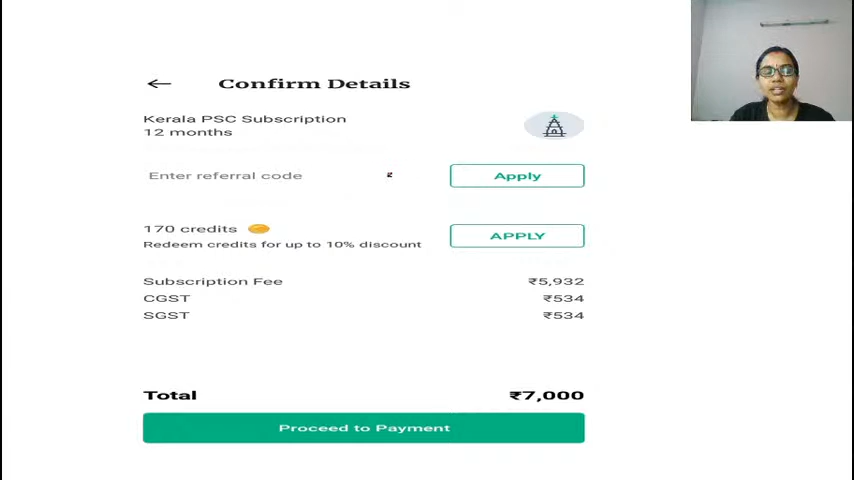 Confirm Details
Kerala PSC Subscription
12 months
Enter referral code
Apply
170 credits
Redeem credits for up to 10% discount
APPLY
Subscription Fee ₹5,932
CGST ₹534
SGST ₹534
Total ₹7,000
Proceed to Payment